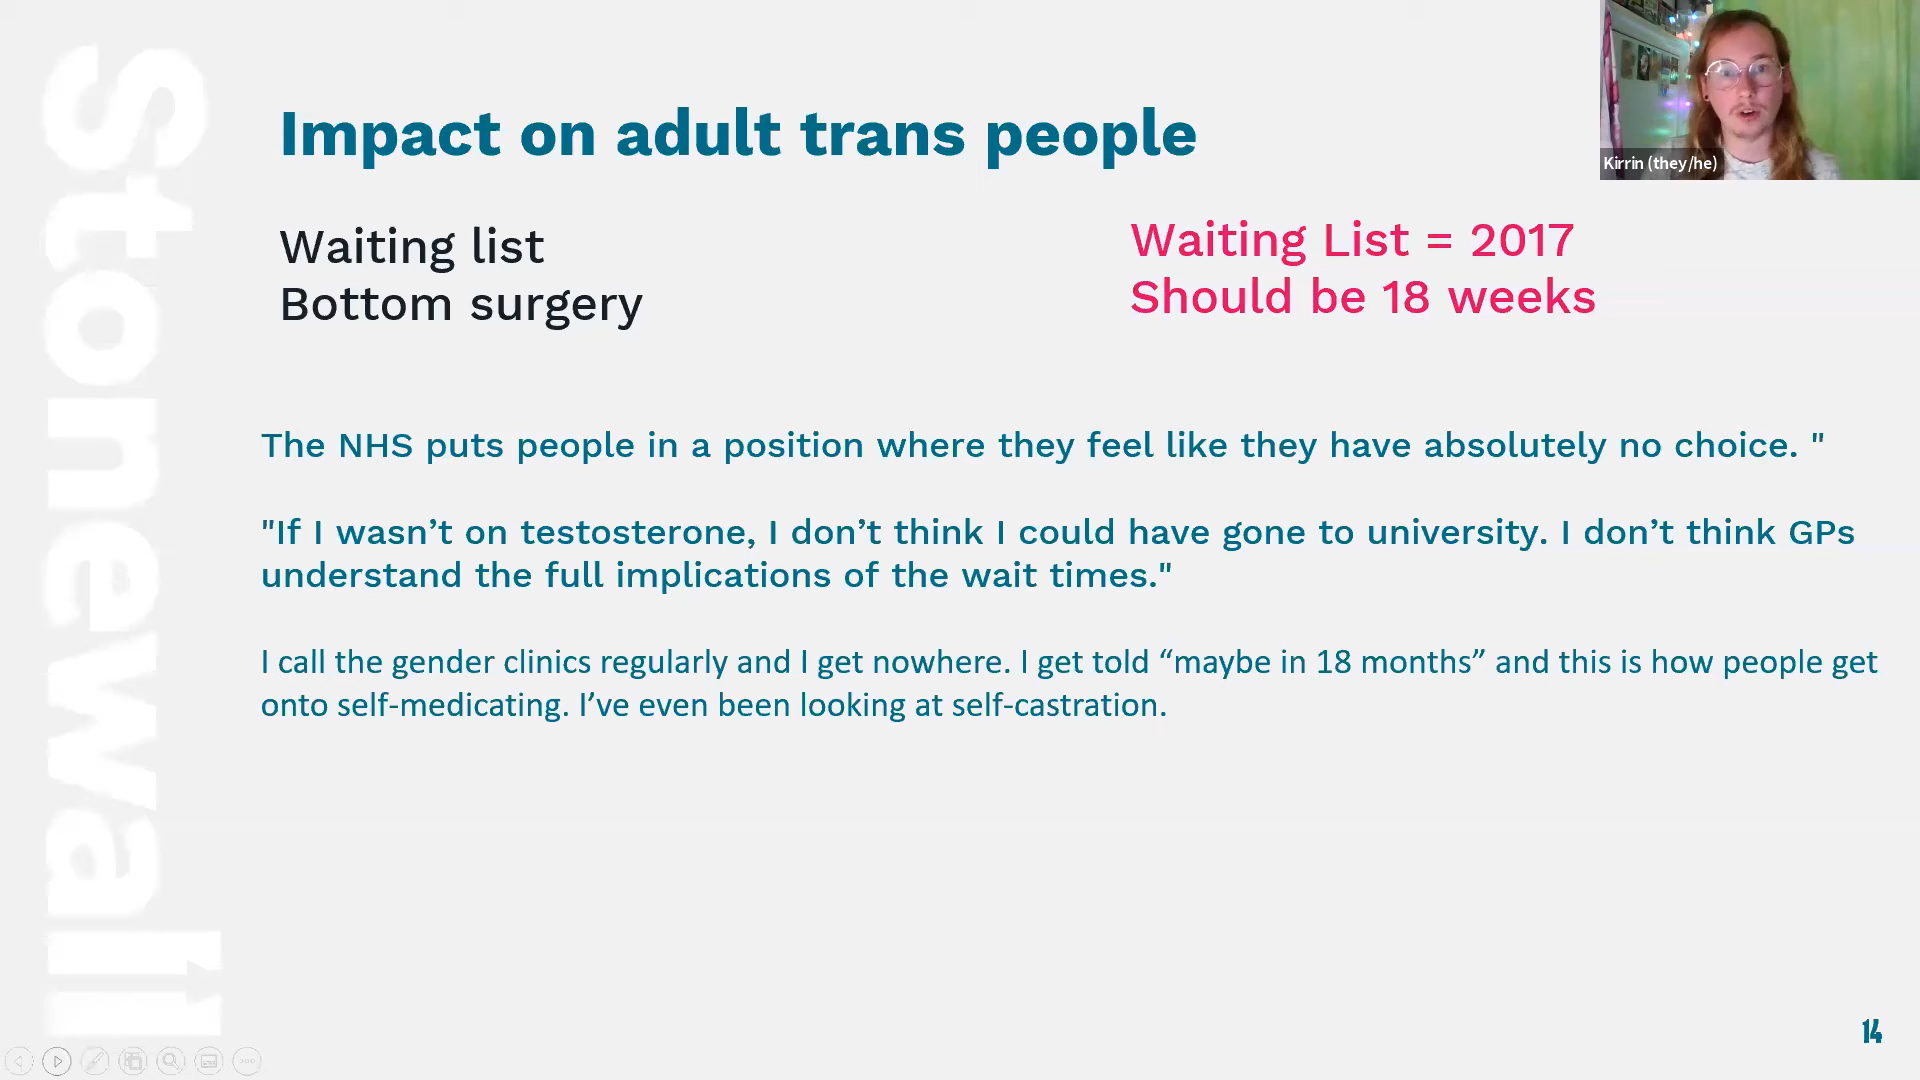 Stonewall
Impact on adult trans people
Kirrin (they/he)
Waiting list
Bottom surgery
Waiting List = 2017
Should be 18 weeks
The NHS puts people in a position where they feel like they have absolutely no choice. "
"If I wasn’t on testosterone, I don’t think I could have gone to university. I don’t think GPs
understand the full implications of the wait times."
I call the gender clinics regularly and I get nowhere. I get told “maybe in 18 months” and this is how people get
onto self-medicating. I’ve even been looking at self-castration.
14